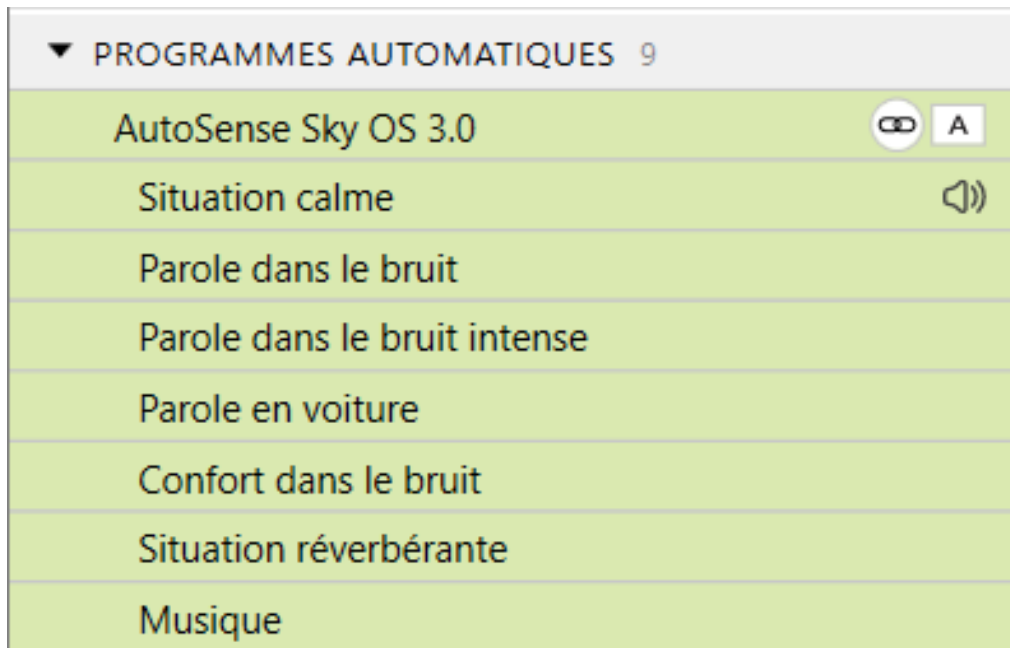 PROGRAMMES AUTOMATIQUES 9
AutoSense Sky OS 3.0 A
Situation calme
Parole dans le bruit
Parole dans le bruit intense
Parole en voiture
Confort dans le bruit
Situation réverbérante
Musique